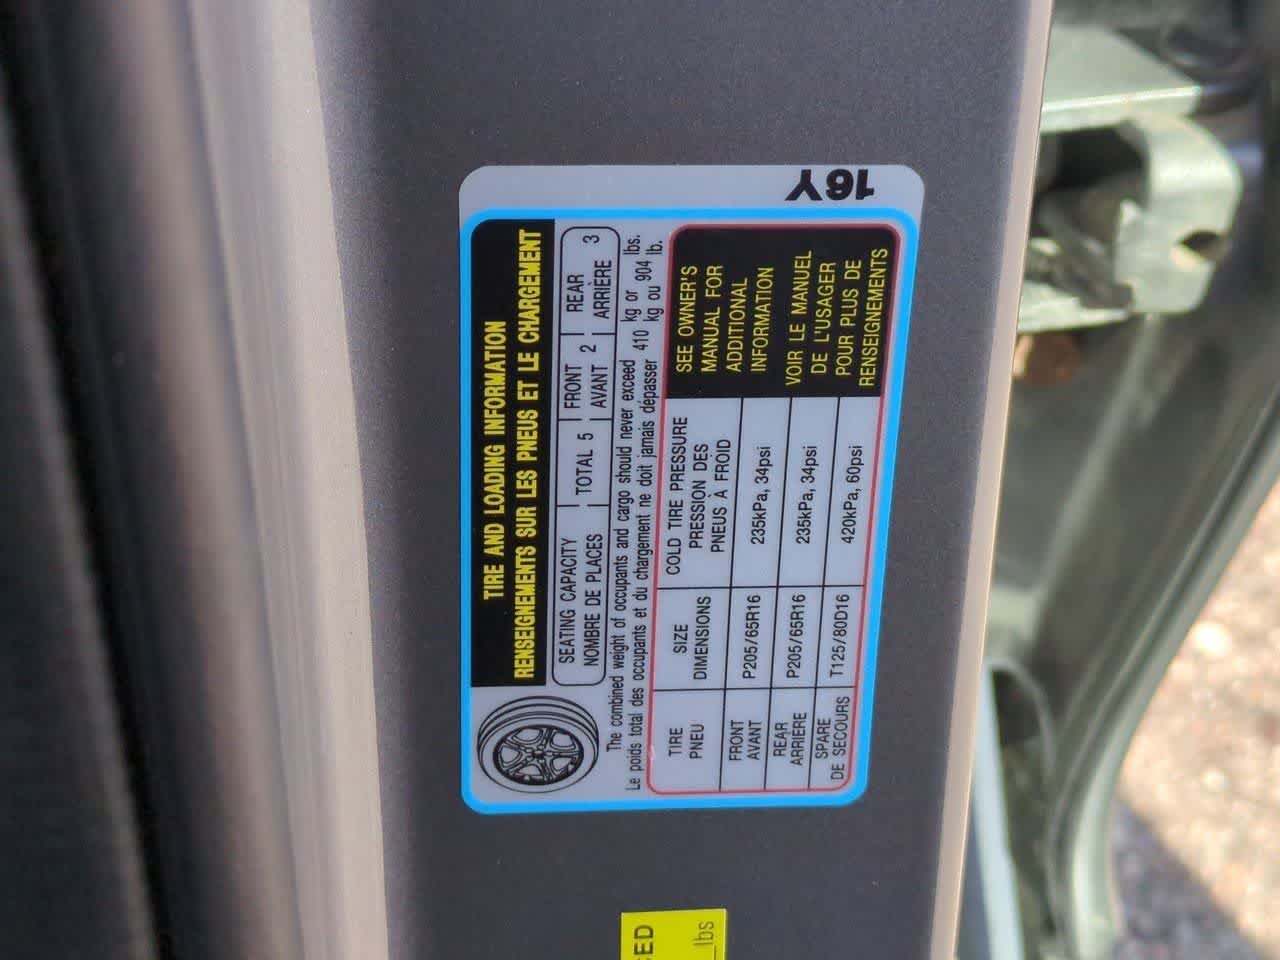 16Y
TIRE AND LOADING INFORMATION
RENSEIGNEMENTS SUR LES PNEUS ET LE CHARGEMENT
SEATING CAPACITY
NOMBRE DE PLACES
TOTAL 5
FRONT 2
AVANT
REAR 3
ARRIÈRE
The combined weight of occupants and cargo should never exceed 410 kg or 904 lbs.
Le poids total des occupants et du chargement ne doit jamais dépasser kg ou lb.
TIRE SIZE COLD TIRE PRESSURE
PNEU DIMENSIONS PRESSION DES
PNEUS À FROID
FRONT P205/65R16 235kPa, 34psi
AVANT
REAR P205/65R16 235kPa, 34psi
ARRIÈRE
SPARE T125/80D16 420kPa, 60psi
DE SECOURS
SEE OWNER'S
MANUAL FOR
ADDITIONAL
INFORMATION
VOIR LE MANUEL
DE L'USAGER
POUR PLUS DE
RENSEIGNEMENTS
lbs